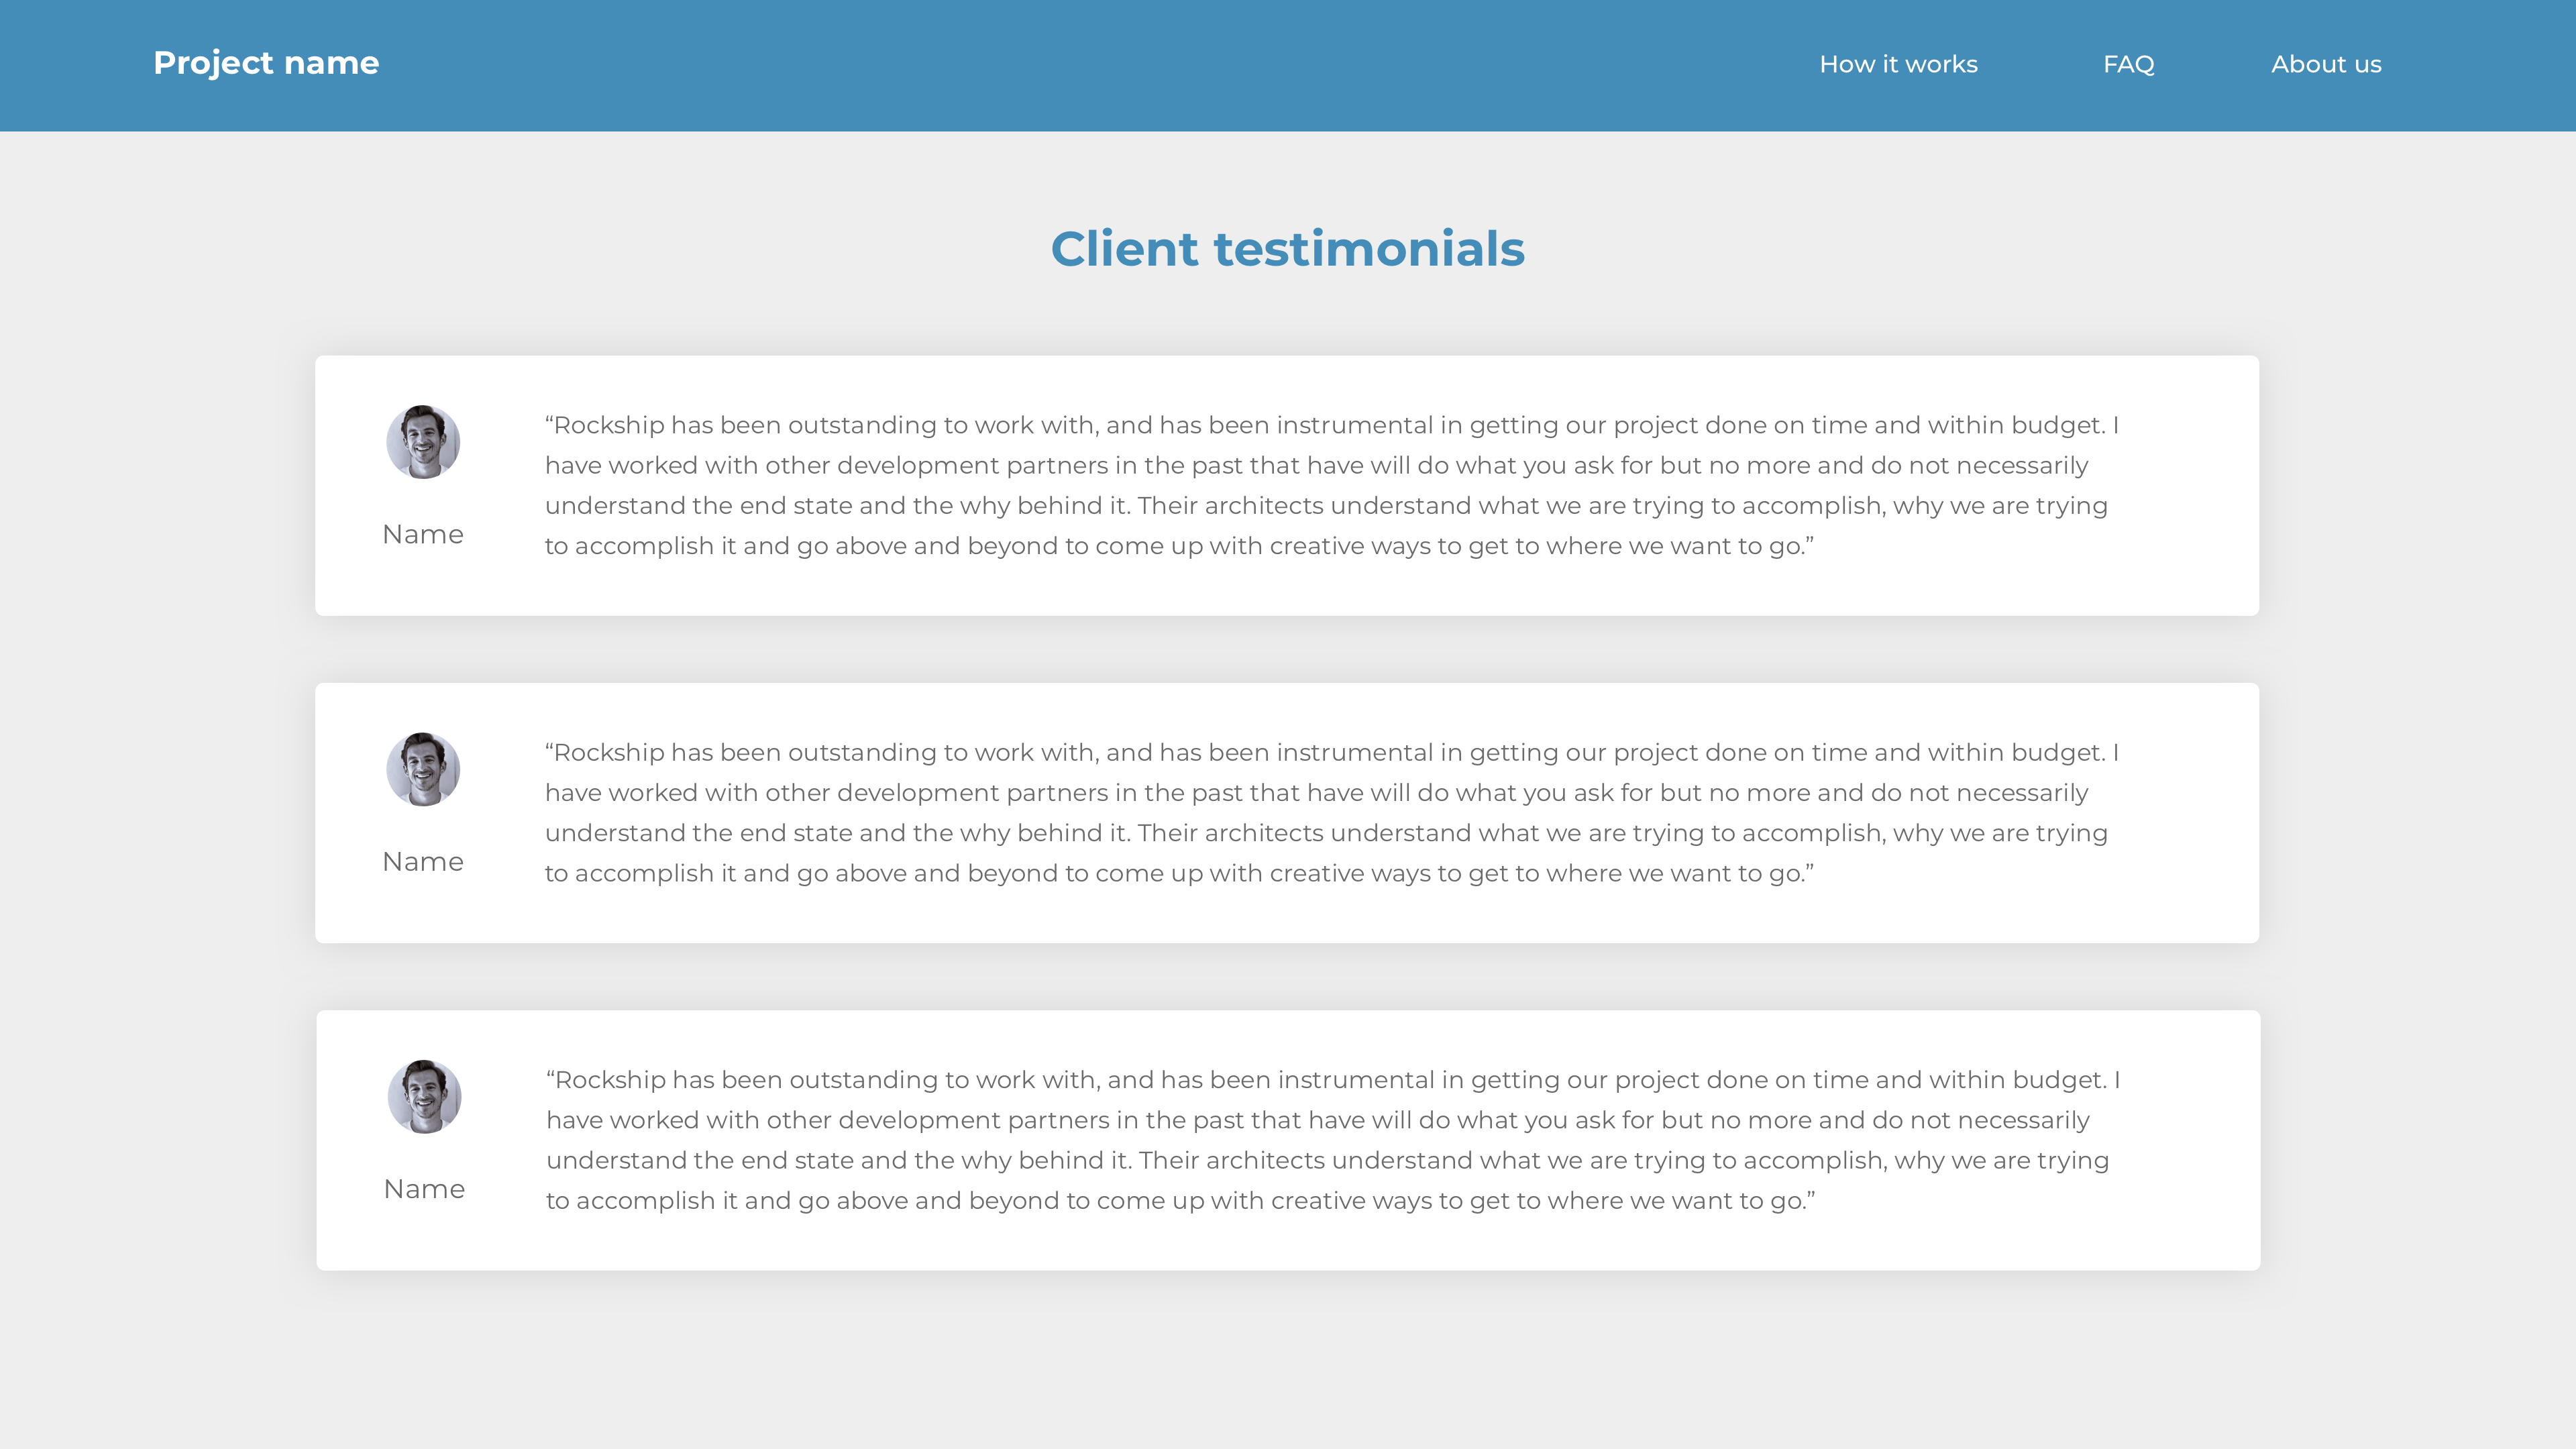 Project name
How it works
FAQ
About us
Client testimonials
“Rockship has been outstanding to work with, and has been instrumental in getting our project done on time and within budget. I
have worked with other development partners in the past that have will do what you ask for but no more and do not necessarily
understand the end state and the why behind it. Their architects understand what we are trying to accomplish, why we are trying
to accomplish it and go above and beyond to come up with creative ways to get to where we want to go.”
Name
“Rockship has been outstanding to work with, and has been instrumental in getting our project done on time and within budget. I
have worked with other development partners in the past that have will do what you ask for but no more and do not necessarily
understand the end state and the why behind it. Their architects understand what we are trying to accomplish, why we are trying
to accomplish it and go above and beyond to come up with creative ways to get to where we want to go.”
Name
“Rockship has been outstanding to work with, and has been instrumental in getting our project done on time and within budget. I
have worked with other development partners in the past that have will do what you ask for but no more and do not necessarily
understand the end state and the why behind it. Their architects understand what we are trying to accomplish, why we are trying
to accomplish it and go above and beyond to come up with creative ways to get to where we want to go.”
Name